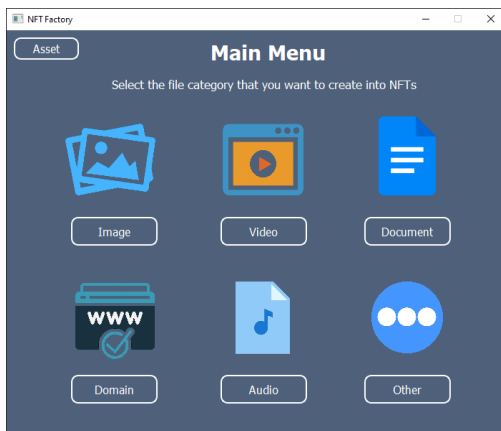 NFT Factory
Asset
Main Menu
Select the file category that you want to create into NFTs
Image
Video
Document
WWW
Domain
Audio
Other